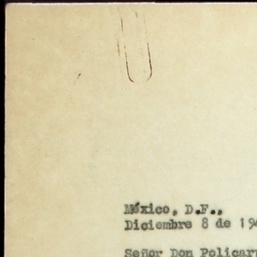 México, D.F.,
Diciembre 8 de 19
Señor Don